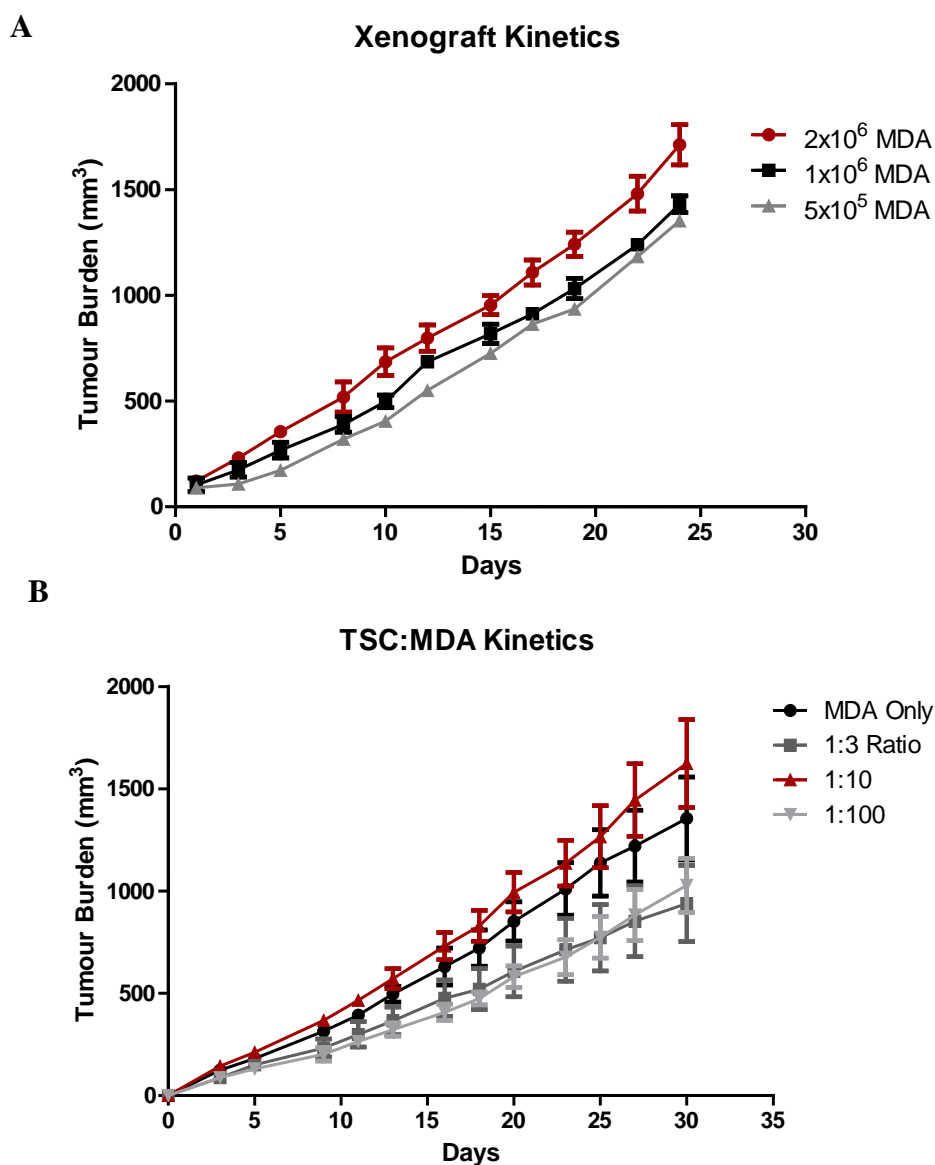 A
Xenograft Kinetics
2000
1500
1000
500
0
Tumour Burden (mm³)
0 5 10 15 20 25 30
Days
2x10⁶ MDA
1x10⁶ MDA
5x10⁵ MDA
B
TSC:MDA Kinetics
2000
1500
1000
500
0
Tumour Burden (mm³)
0 5 10 15 20 25 30 35
Days
MDA Only
1:3 Ratio
1:10
1:100